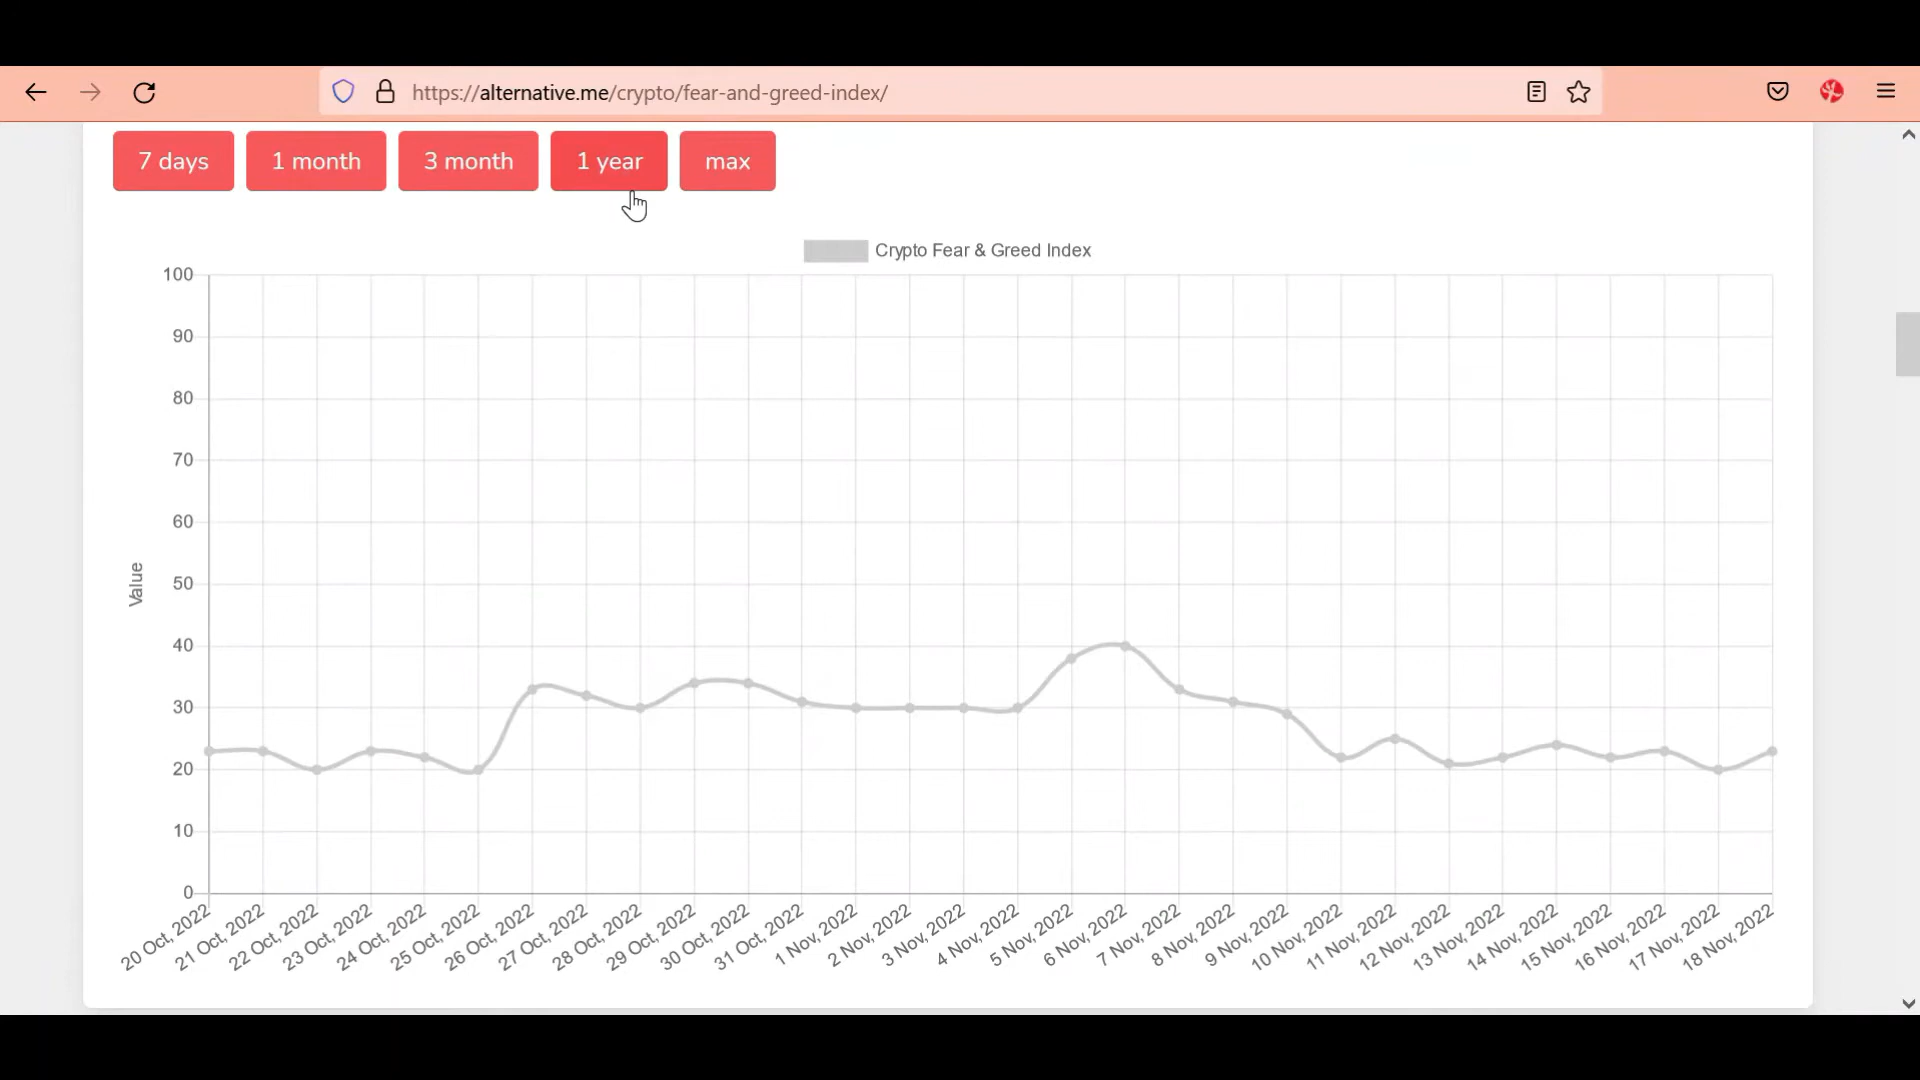 https://alternative.me/crypto/fear-and-greed-index/
7 days 1 month 3 month 1 year max
Crypto Fear & Greed Index
100
90
80
70
60
50
40
30
20
10
0
Value
20 Oct, 2022
21 Oct, 2022
22 Oct, 2022
23 Oct, 2022
24 Oct, 2022
25 Oct, 2022
26 Oct, 2022
27 Oct, 2022
28 Oct, 2022
29 Oct, 2022
30 Oct, 2022
31 Oct, 2022
1 Nov, 2022
2 Nov, 2022
3 Nov, 2022
4 Nov, 2022
5 Nov, 2022
6 Nov, 2022
7 Nov, 2022
8 Nov, 2022
9 Nov, 2022
10 Nov, 2022
11 Nov, 2022
12 Nov, 2022
13 Nov, 2022
14 Nov, 2022
15 Nov, 2022
16 Nov, 2022
17 Nov, 2022
18 Nov, 2022